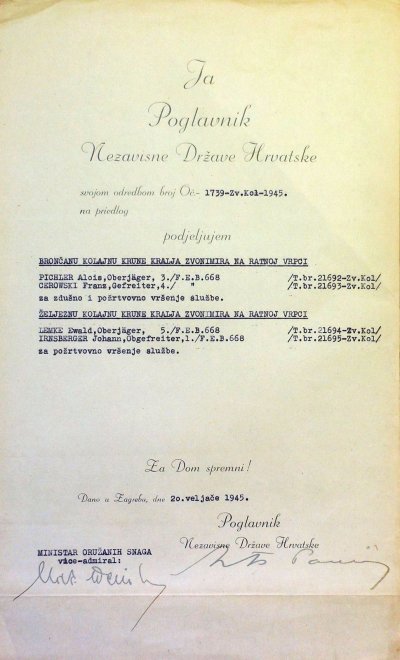 Ja
Poglavnik
Nezavisne Države Hrvatske
svojom odredbom broj Od.- 1739-Zv.Kol-1945.
na priedlog
podjeljujem
BRONČANU KOLAJNU KRUNE KRALJA ZVONIMIRA NA RATNOJ VRPCI
PICHLER Alois,Oberjäger, 3./F.E.B.668 /T.br.21692-Zv.Kol/
CEROWSKI Franz,Gefreiter,4./ " /T.br.21693-Zv.Kol/
za zdušno i požrtvovno vršenje službe.
ŽELJEZNU KOLAJNU KRUNE KRALJA ZVONIMIRA NA RATNOJ VRPCI
LEMKE Ewald,Oberjäger, 5./F.E.B.668 /T.br.21694-Zv.Kol/
IRNSBERGER Johann,Obgefreiter,1./F.E.B.668 /T.br.21695-Zv.Kol/
za požrtvovno vršenje službe.
Za Dom spremni!
Dano u Zagrebu, dne 20.veljače 1945.
Poglavnik
Nezavisne Države Hrvatske
MINISTAR ORUŽANIH SNAGA
vice-admiral: